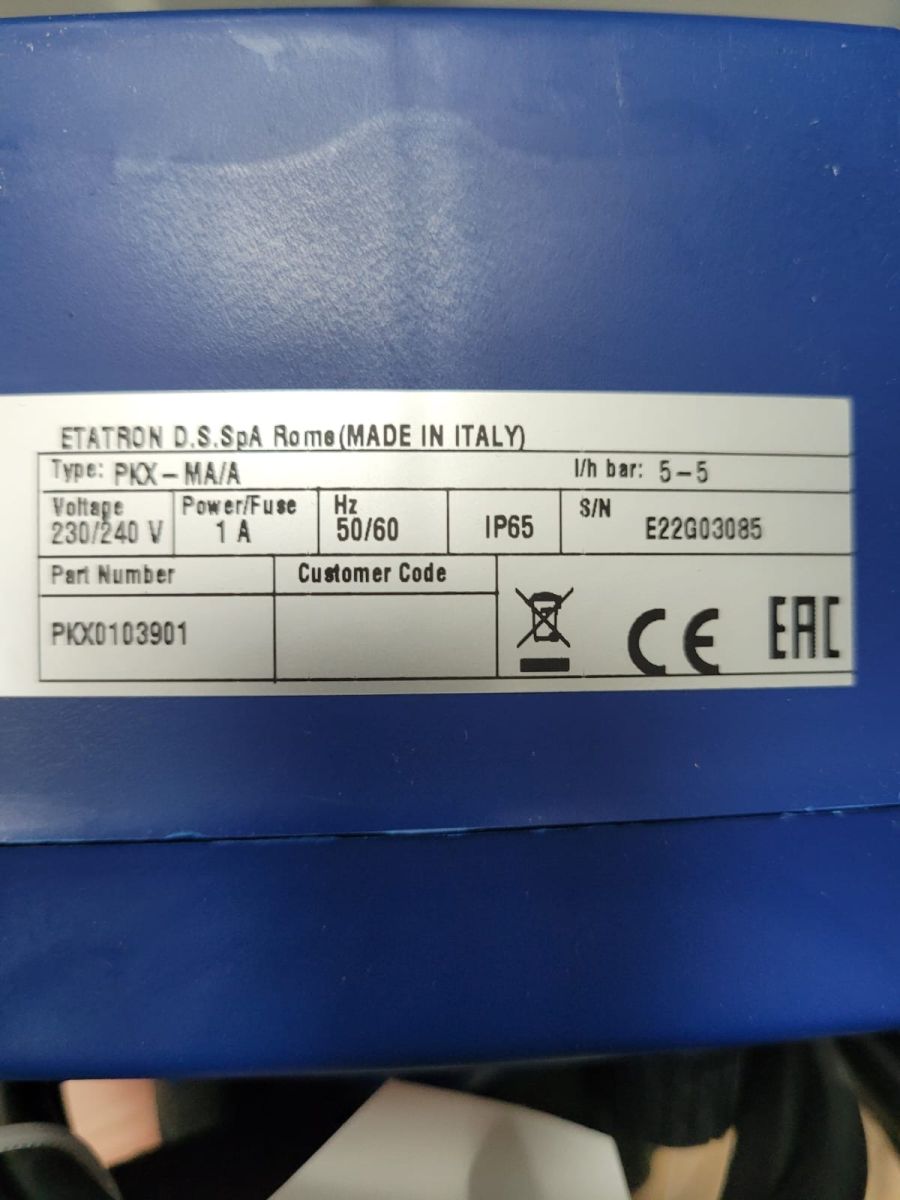 ETATRON D.S.SpA Rome(MADE IN ITALY)
Type: PKX-MA/A l/h bar: 5-5
Voltage Power/Fuse Hz S/N
230/240 V 1 A 50/60 IP65 E22G03085
Part Number Customer Code
PKX0103901
CE EAC